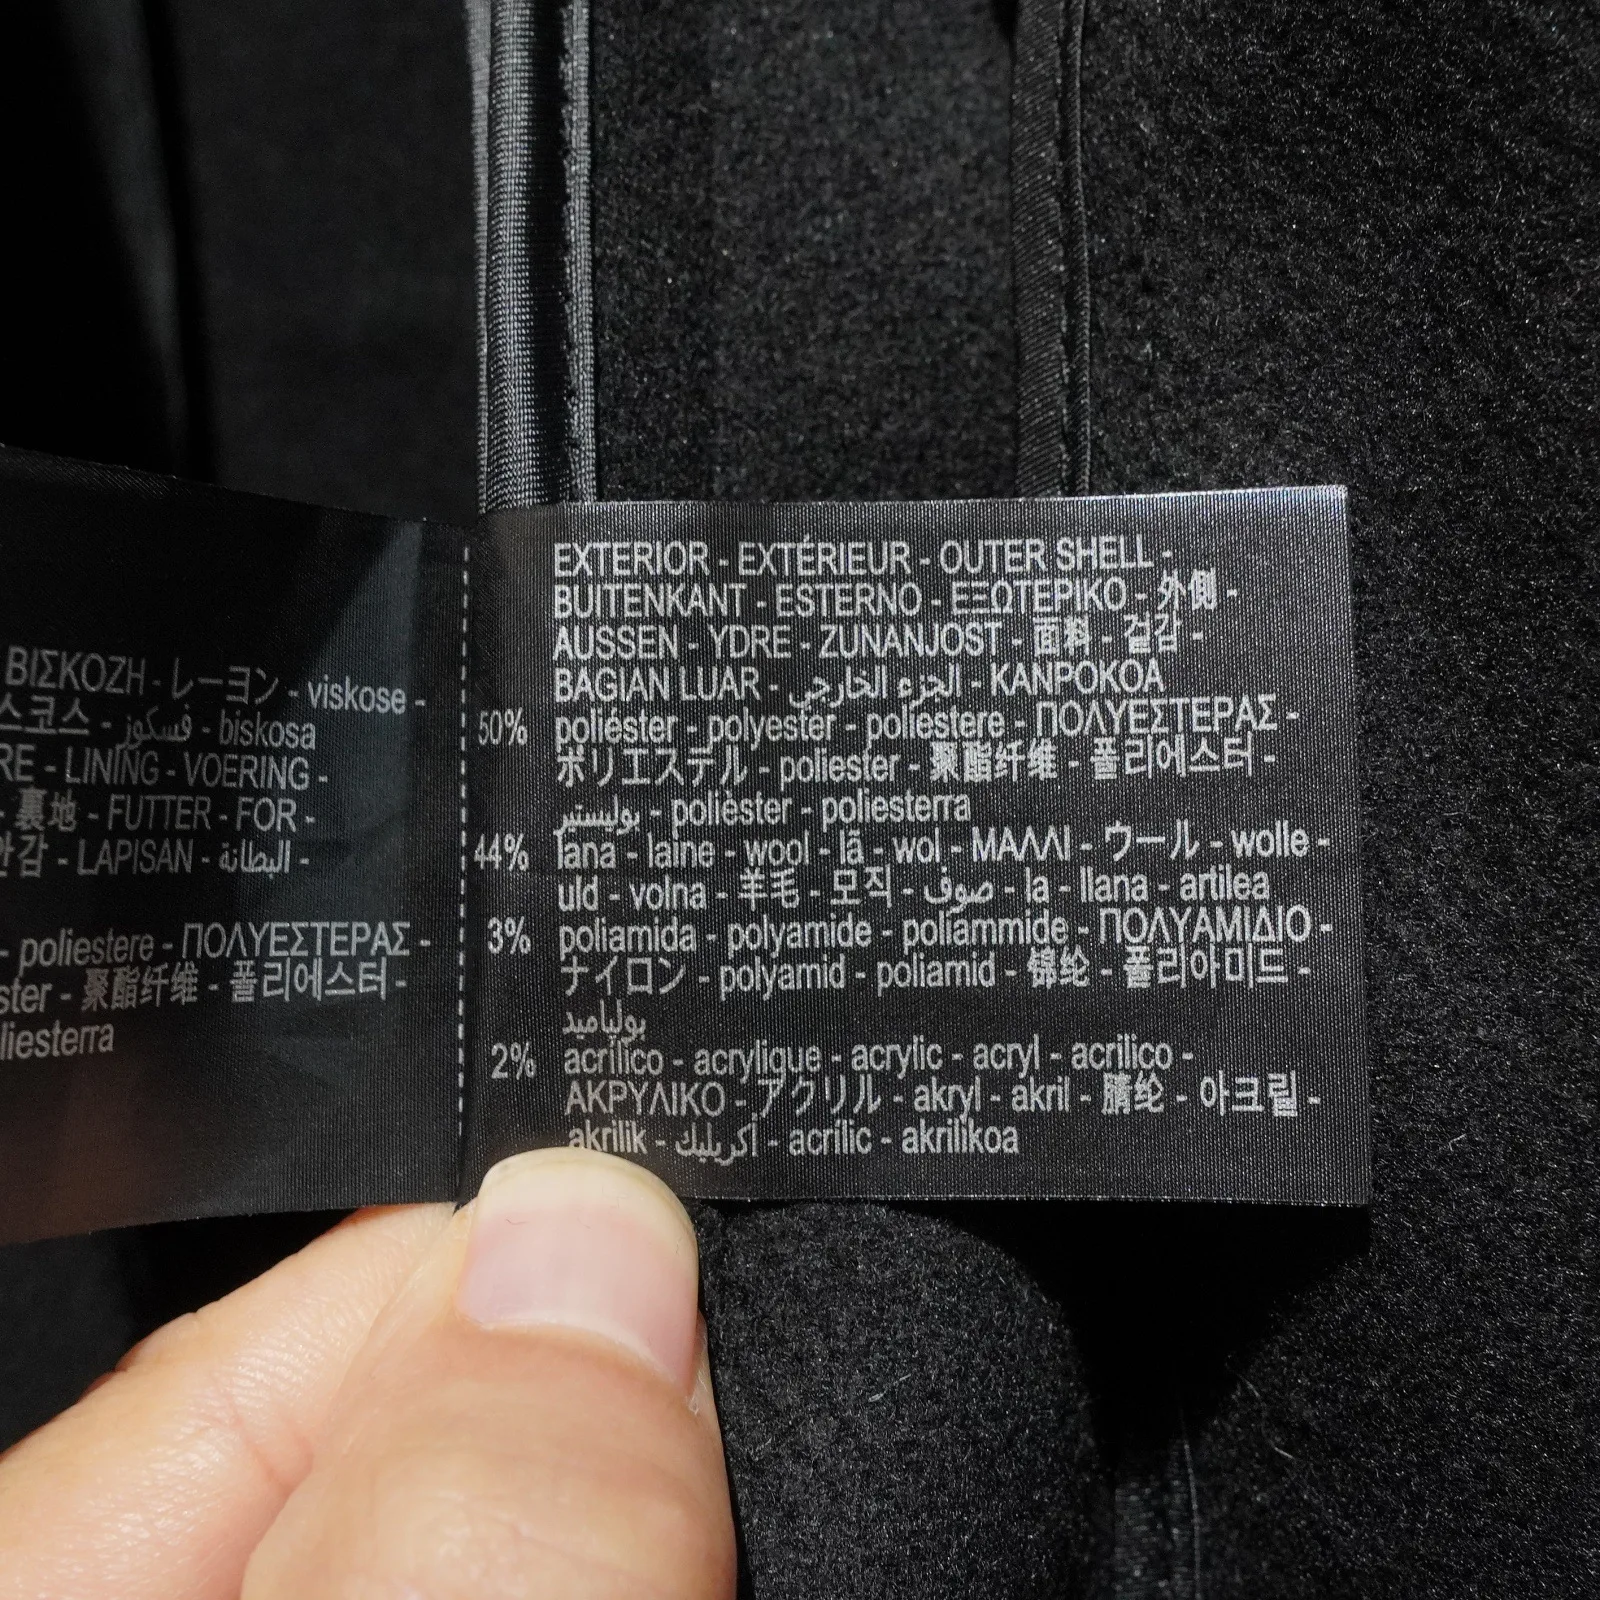 ΒΙΣΚΟΖΗ - レーヨン - viskose -
스코스 - فسكوز - biskosa
RE - LINING - VOERING -
- 裏地 - FUTTER - FOR -
안감 - LAPISAN - البطانة -
- poliestere - ΠΟΛΥΕΣΤΕΡΑΣ -
ster - 聚酯纤维 - 폴리에스터 -
liesterra
EXTERIOR - EXTÉRIEUR - OUTER SHELL -
BUITENKANT - ESTERNO - ΕΞΩΤΕΡΙΚΟ - 外側 -
AUSSEN - YDRE - ZUNANJOST - 面料 - 겉감 -
BAGIAN LUAR - الجزء الخارجي - KANPOKOA
50% poliéster - polyester - poliestere - ΠΟΛΥΕΣΤΕΡΑΣ -
ポリエステル - poliester - 聚酯纤维 - 폴리에스터 -
بوليستير - polièster - poliesterra
44% lana - laine - wool - lã - wol - ΜΑΛΛΙ - ウール - wolle -
uld - volna - 羊毛 - 모직 - صوف - la - llana - artilea
3% poliamida - polyamide - poliammide - ΠΟΛΥΑΜΙΔΙΟ -
ナイロン - polyamid - poliamid - 锦纶 - 폴리아미드 -
بولياميد
2% acrílico - acrylique - acrylic - acryl - acrilico -
ΑΚΡΥΛΙΚΟ - アクリル - akryl - akril - 腈纶 - 아크릴 -
akrilik - أكريليك - acrílic - akrilikoa